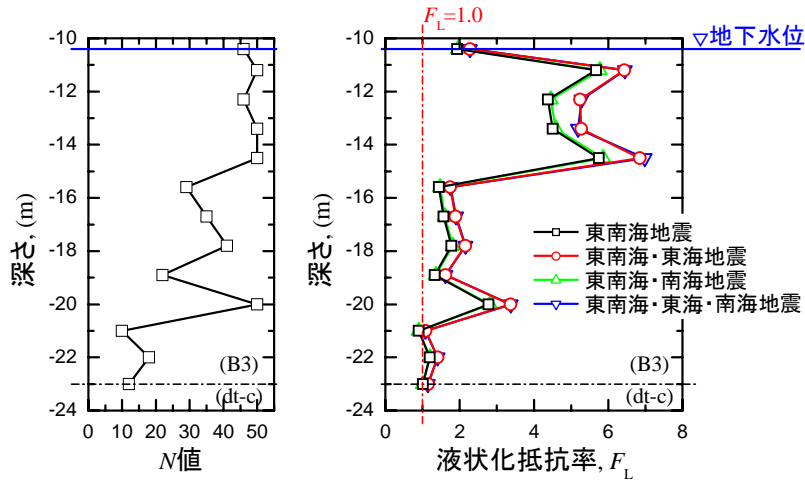 F_L=1.0
▽地下水位
深さ, (m)
-10
-12
-14
-16
-18
-20
-22
-24
(B3)
(dt-c)
0 10 20 30 40 50
N値
深さ, (m)
-10
-12
-14
-16
-18
-20
-22
-24
東南海地震
東南海・東海地震
東南海・南海地震
東南海・東海・南海地震
(B3)
(dt-c)
0 2 4 6 8
液状化抵抗率, F_L